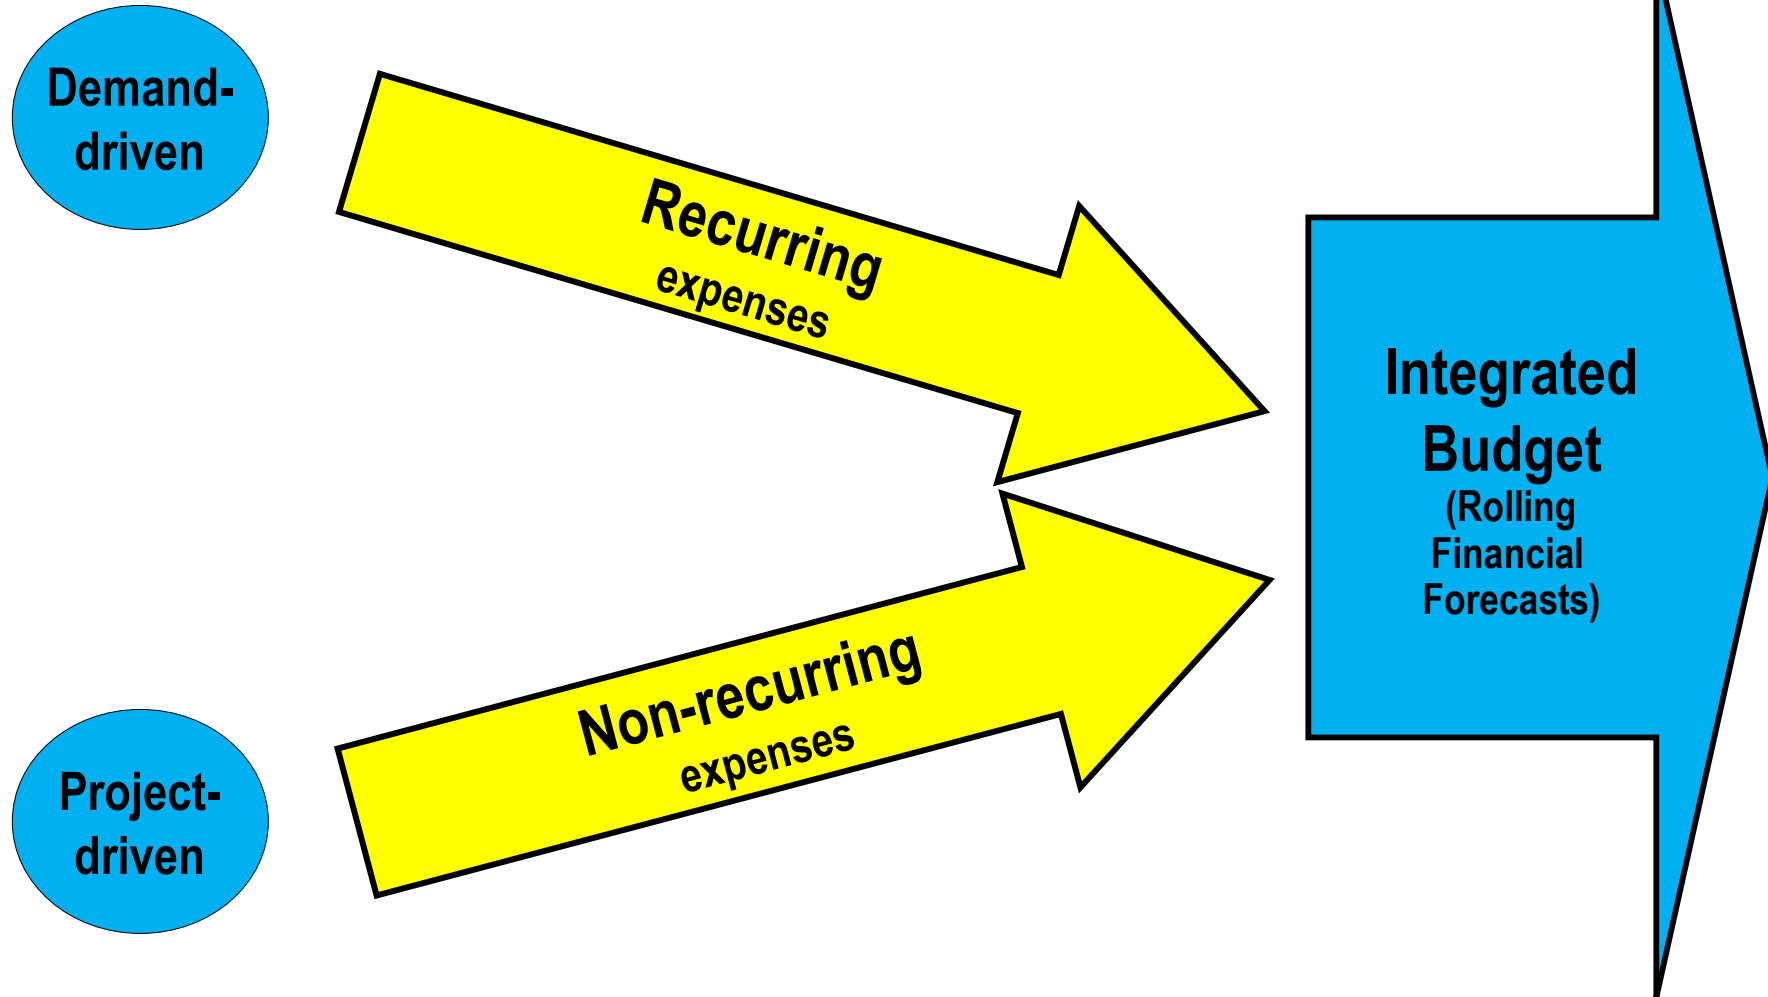 Demand-
driven
Recurring
expenses
Integrated
Budget
(Rolling
Financial
Forecasts)
Non-recurring
expenses
Project-
driven